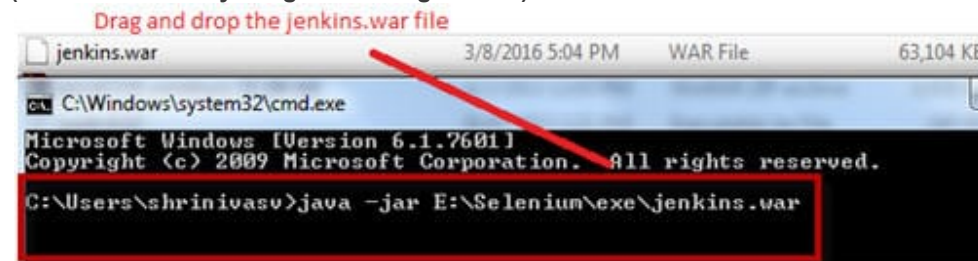 Drag and drop the jenkins.war file
jenkins.war 3/8/2016 5:04 PM WAR File 63,104 KB
C:\Windows\system32\cmd.exe
Microsoft Windows [Version 6.1.7601]
Copyright (c) 2009 Microsoft Corporation. All rights reserved.
C:\Users\shrinivasv>java -jar E:\Selenium\exe\jenkins.war